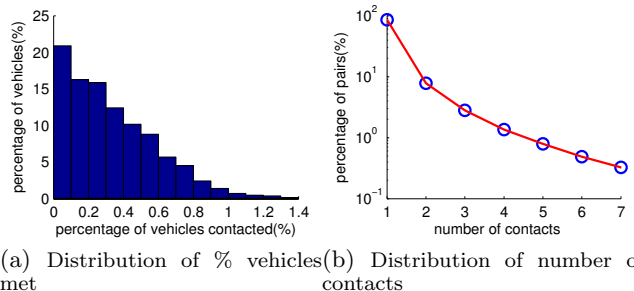 25
20
15
10
5
0
percentage of vehicles(%)
0 0.2 0.4 0.6 0.8 1 1.2 1.4
percentage of vehicles contacted(%)
10^2
10^1
10^0
10^-1
percentage of pairs(%)
1 2 3 4 5 6 7
number of contacts
(a) Distribution of % vehicles
met
(b) Distribution of number o
contacts